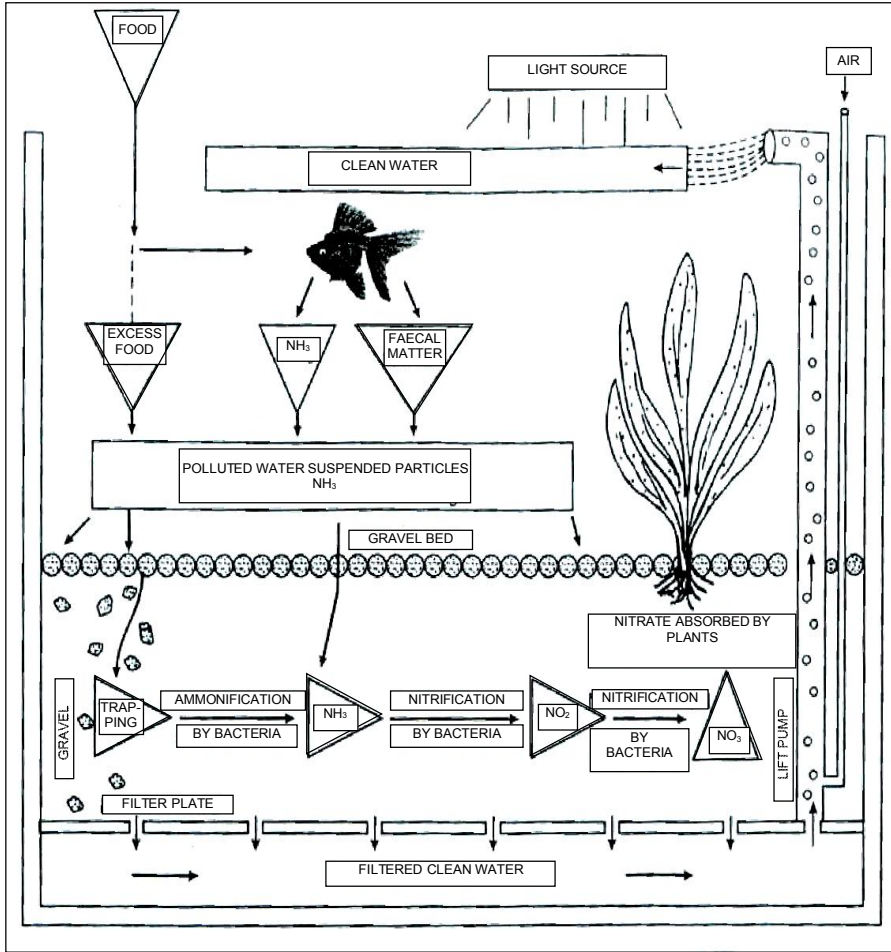 FOOD
LIGHT SOURCE
AIR
CLEAN WATER
EXCESS
FOOD
NH₃
FAECAL
MATTER
POLLUTED WATER SUSPENDED PARTICLES
NH₃
GRAVEL BED
NITRATE ABSORBED BY
PLANTS
GRAVEL
TRAP-
PING
AMMONIFICATION
BY BACTERIA
NH₃
NITRIFICATION
BY BACTERIA
NO₂
NITRIFICATION
BY
BACTERIA
NO₃
LIFT PUMP
FILTER PLATE
FILTERED CLEAN WATER